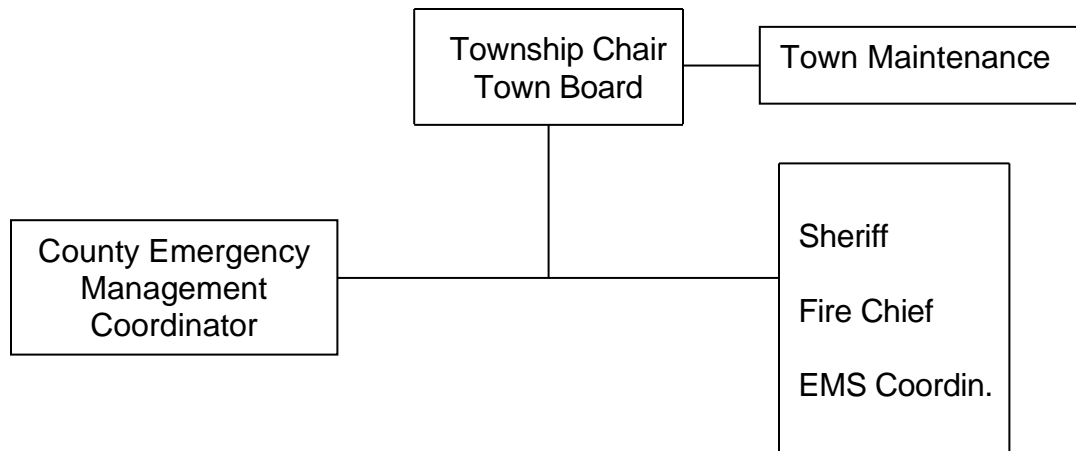 Township Chair
Town Board
Town Maintenance
County Emergency
Management
Coordinator
Sheriff
Fire Chief
EMS Coordin.